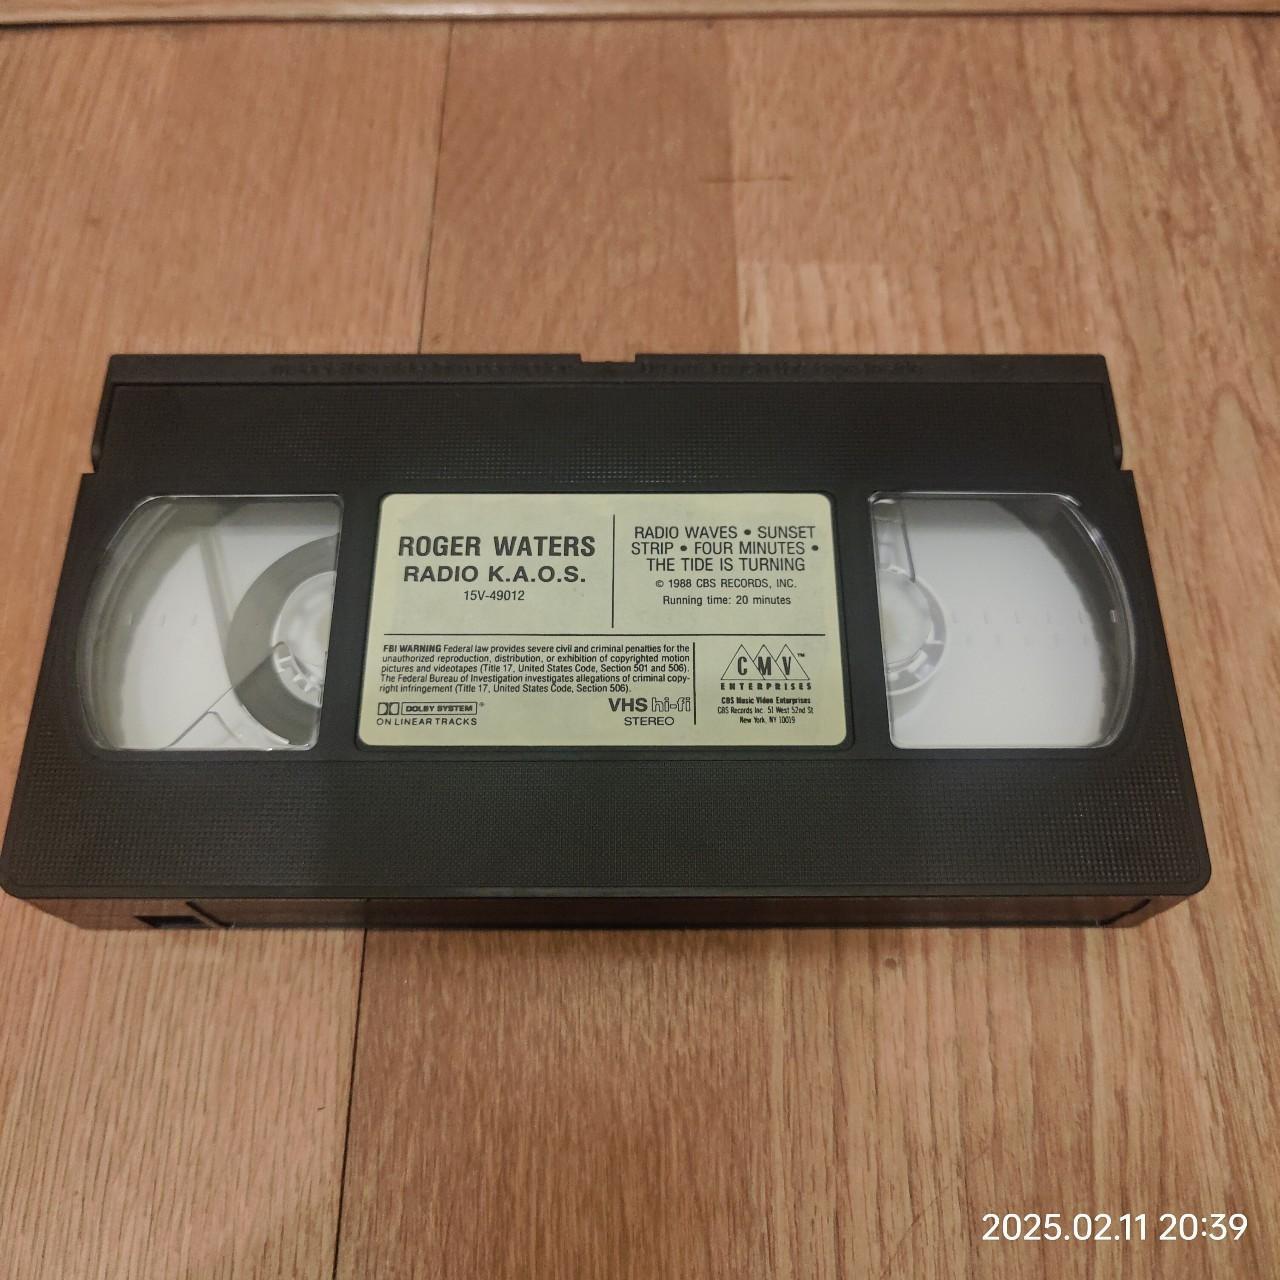 ROGER WATERS
RADIO K.A.O.S.
15V-49012
RADIO WAVES • SUNSET
STRIP • FOUR MINUTES •
THE TIDE IS TURNING
© 1988 CBS RECORDS, INC.
Running time: 20 minutes
FBI WARNING Federal law provides severe civil and criminal penalties for the
unauthorized reproduction, distribution, or exhibition of copyrighted motion
pictures and videotapes (Title 17, United States Code, Section 501 and 506).
The Federal Bureau of Investigation investigates allegations of criminal copy-
right infringement (Title 17, United States Code, Section 506).
DOLBY SYSTEM®
ON LINEAR TRACKS
VHS hi-fi
STEREO
CMV™
ENTERPRISES
CBS Music Video Enterprises
CBS Records Inc. 51 West 52nd St
New York, NY 10019
2025.02.11 20:39